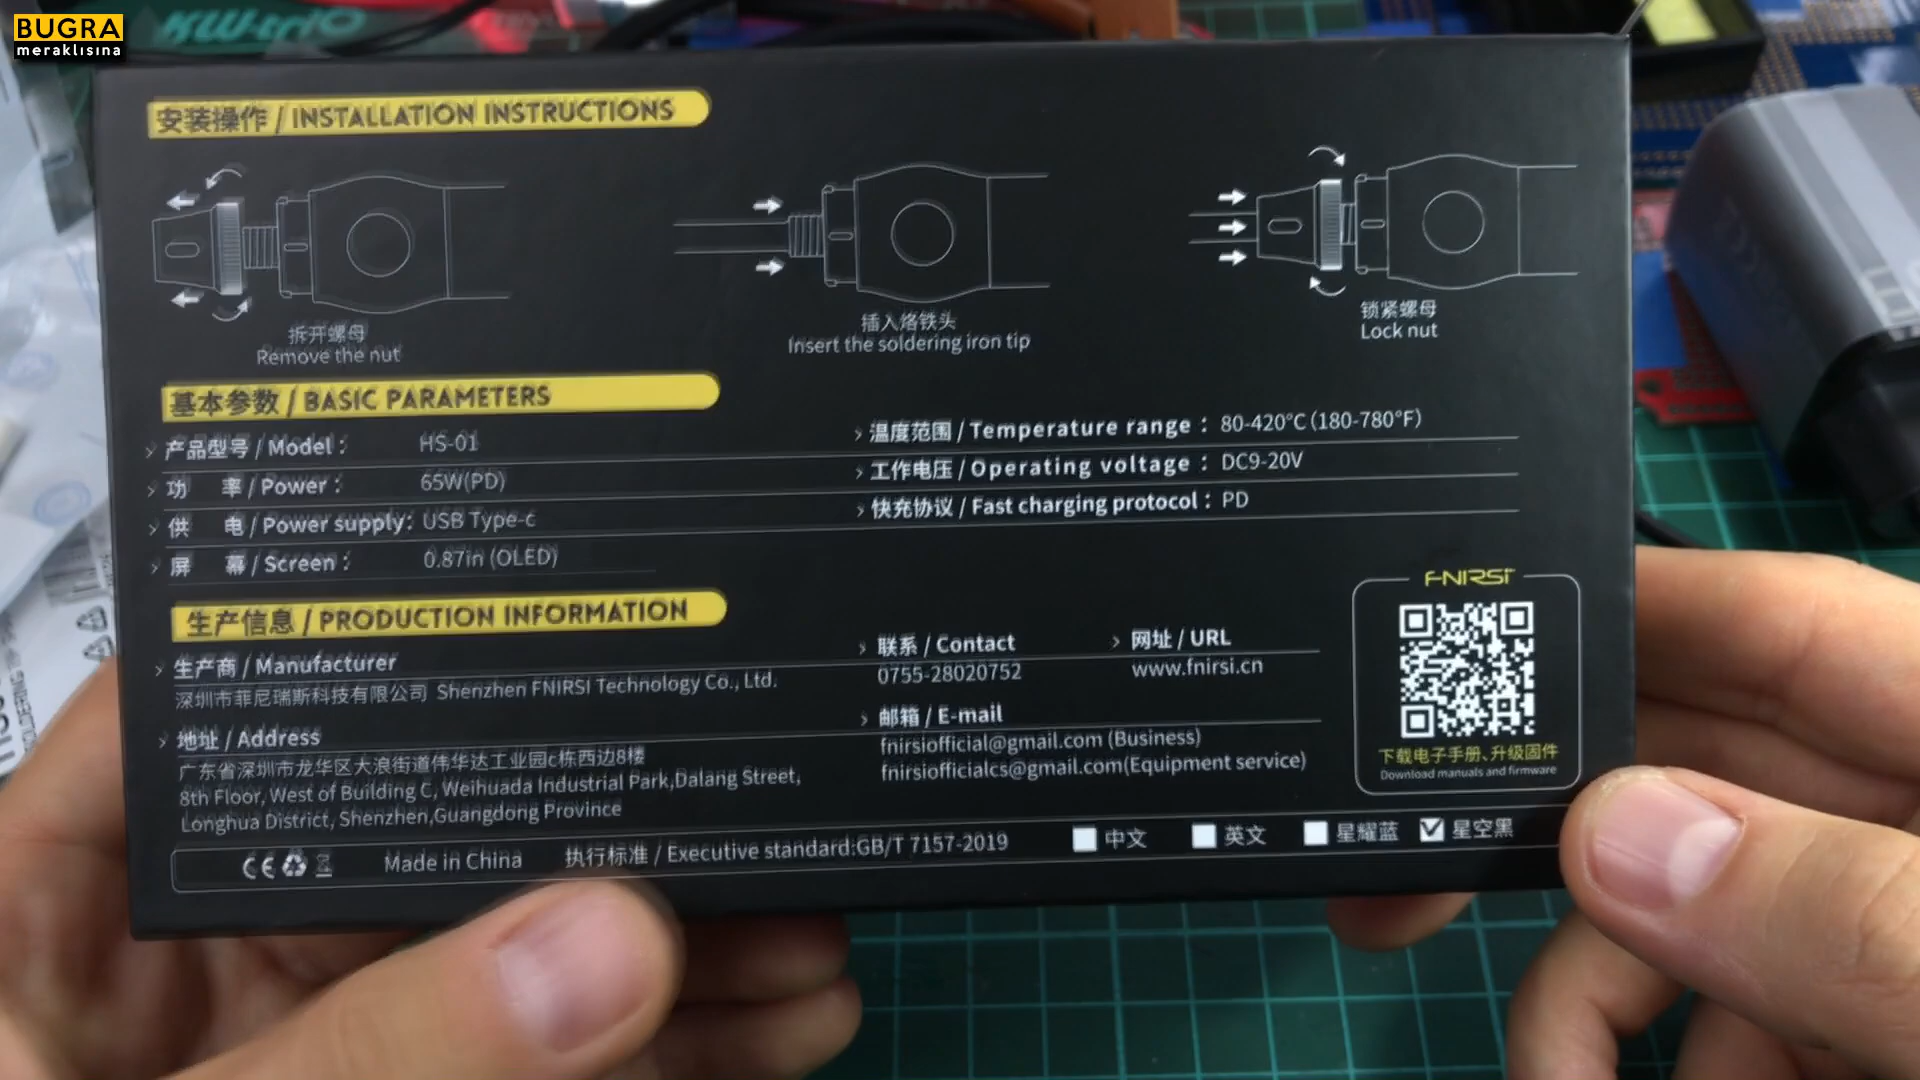 BUGRA
meraklisina
KW-triO
安装操作 / INSTALLATION INSTRUCTIONS
拆开螺母
Remove the nut
插入烙铁头
Insert the soldering iron tip
锁紧螺母
Lock nut
基本参数 / BASIC PARAMETERS
产品型号 / Model: HS-01
功 率 / Power: 65W(PD)
供 电 / Power supply: USB Type-c
屏 幕 / Screen: 0.87in (OLED)
温度范围 / Temperature range: 80-420℃(180-780℉)
工作电压 / Operating voltage: DC9-20V
快充协议 / Fast charging protocol: PD
生产信息 / PRODUCTION INFORMATION
生产商 / Manufacturer
深圳市菲尼瑞斯科技有限公司 Shenzhen FNIRSI Technology Co., Ltd.
地址 / Address
广东省深圳市龙华区大浪街道伟华达工业园c栋西边8楼
8th Floor, West of Building C, Weihuada Industrial Park,Dalang Street,
Longhua District, Shenzhen,Guangdong Province
联系 / Contact
0755-28020752
网址 / URL
www.fnirsi.cn
邮箱 / E-mail
fnirsiofficial@gmail.com (Business)
fnirsiofficialcs@gmail.com(Equipment service)
FNIRSI
下载电子手册、升级固件
Download manuals and firmware
CE Made in China 执行标准 / Executive standard:GB/T 7157-2019 中文 英文 星耀蓝 星空黑